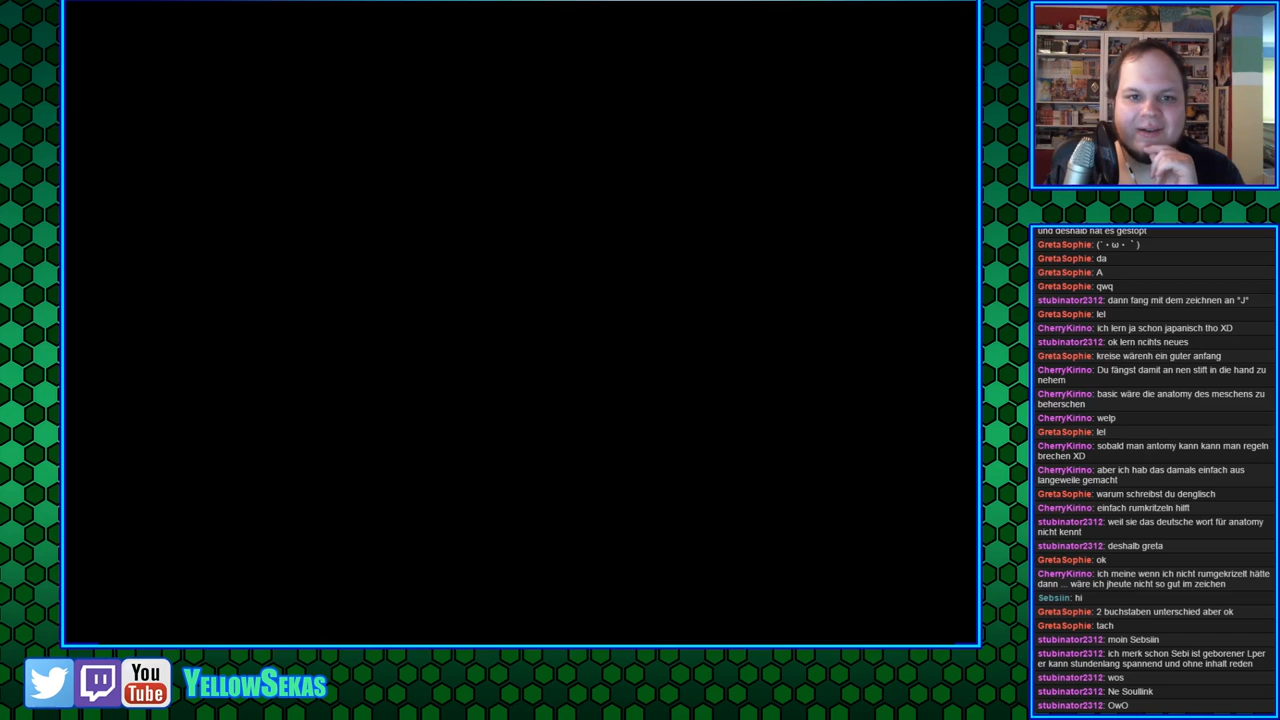 und deshalb hat es gestopt
GretaSophie: (´・ω・｀)
GretaSophie: da
GretaSophie: A
GretaSophie: qwq
stubinator2312: dann fang mit dem zeichnen an °J°
GretaSophie: lel
CherryKirino: ich lern ja schon japanisch tho XD
stubinator2312: ok lern ncihts neues
GretaSophie: kreise wärenh ein guter anfang
CherryKirino: Du fängst damit an nen stift in die hand zu
nehem
CherryKirino: basic wäre die anatomy des meschens zu
beherschen
CherryKirino: welp
GretaSophie: lel
CherryKirino: sobald man antomy kann kann man regeln
brechen XD
CherryKirino: aber ich hab das damals einfach aus
langeweile gemacht
GretaSophie: warum schreibst du denglisch
CherryKirino: einfach rumkritzeln hilft
stubinator2312: weil sie das deutsche wort für anatomy
nicht kennt
stubinator2312: deshalb greta
GretaSophie: ok
CherryKirino: ich meine wenn ich nicht rumgekrizelt hätte
dann ... wäre ich jheute nicht so gut im zeichen
Sebsiin: hi
GretaSophie: 2 buchstaben unterschied aber ok
GretaSophie: tach
stubinator2312: moin Sebsiin
stubinator2312: ich merk schon Sebi ist geborener Lper
er kann stundenlang spannend und ohne inhalt reden
stubinator2312: wos
stubinator2312: Ne Soullink
stubinator2312: OwO
You
Tube
YellowSekas